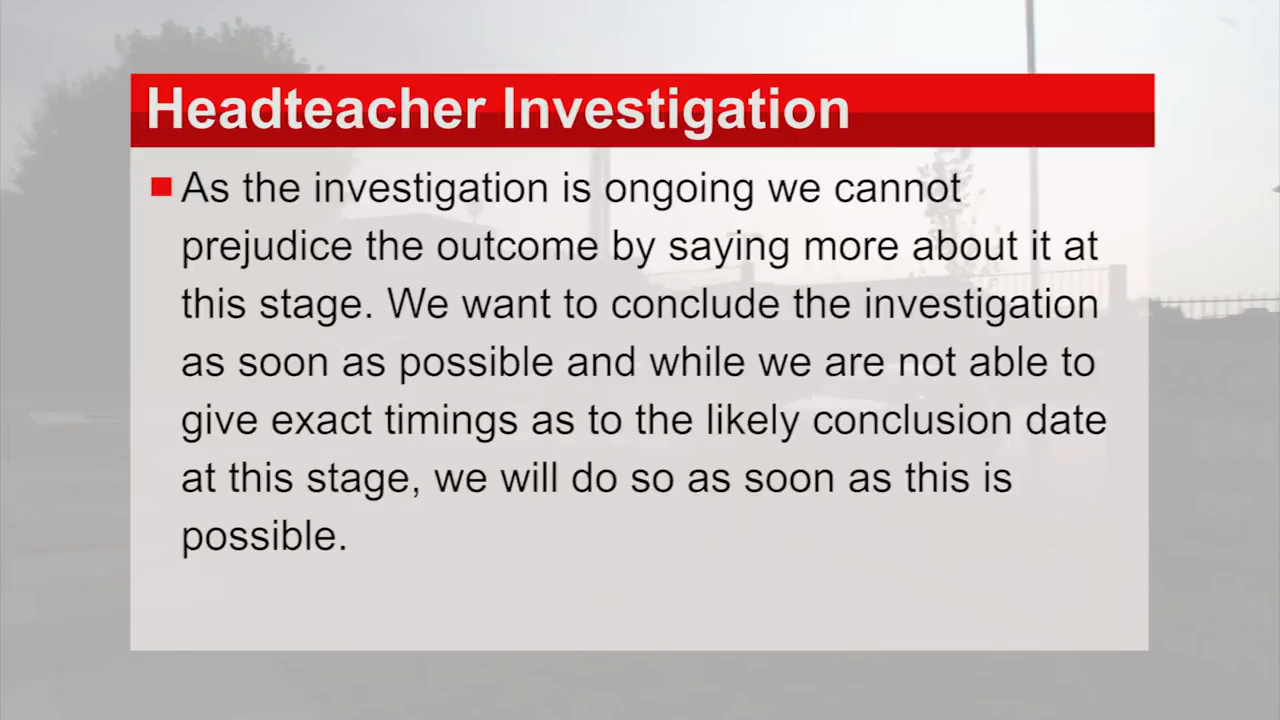 Headteacher Investigation
As the investigation is ongoing we cannot
prejudice the outcome by saying more about it at
this stage. We want to conclude the investigation
as soon as possible and while we are not able to
give exact timings as to the likely conclusion date
at this stage, we will do so as soon as this is
possible.